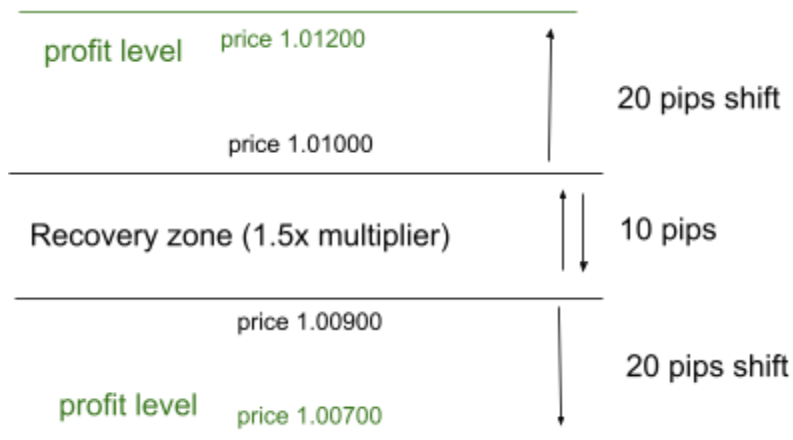 profit level price 1.01200
20 pips shift
price 1.01000
Recovery zone (1.5x multiplier)
10 pips
price 1.00900
20 pips shift
profit level price 1.00700